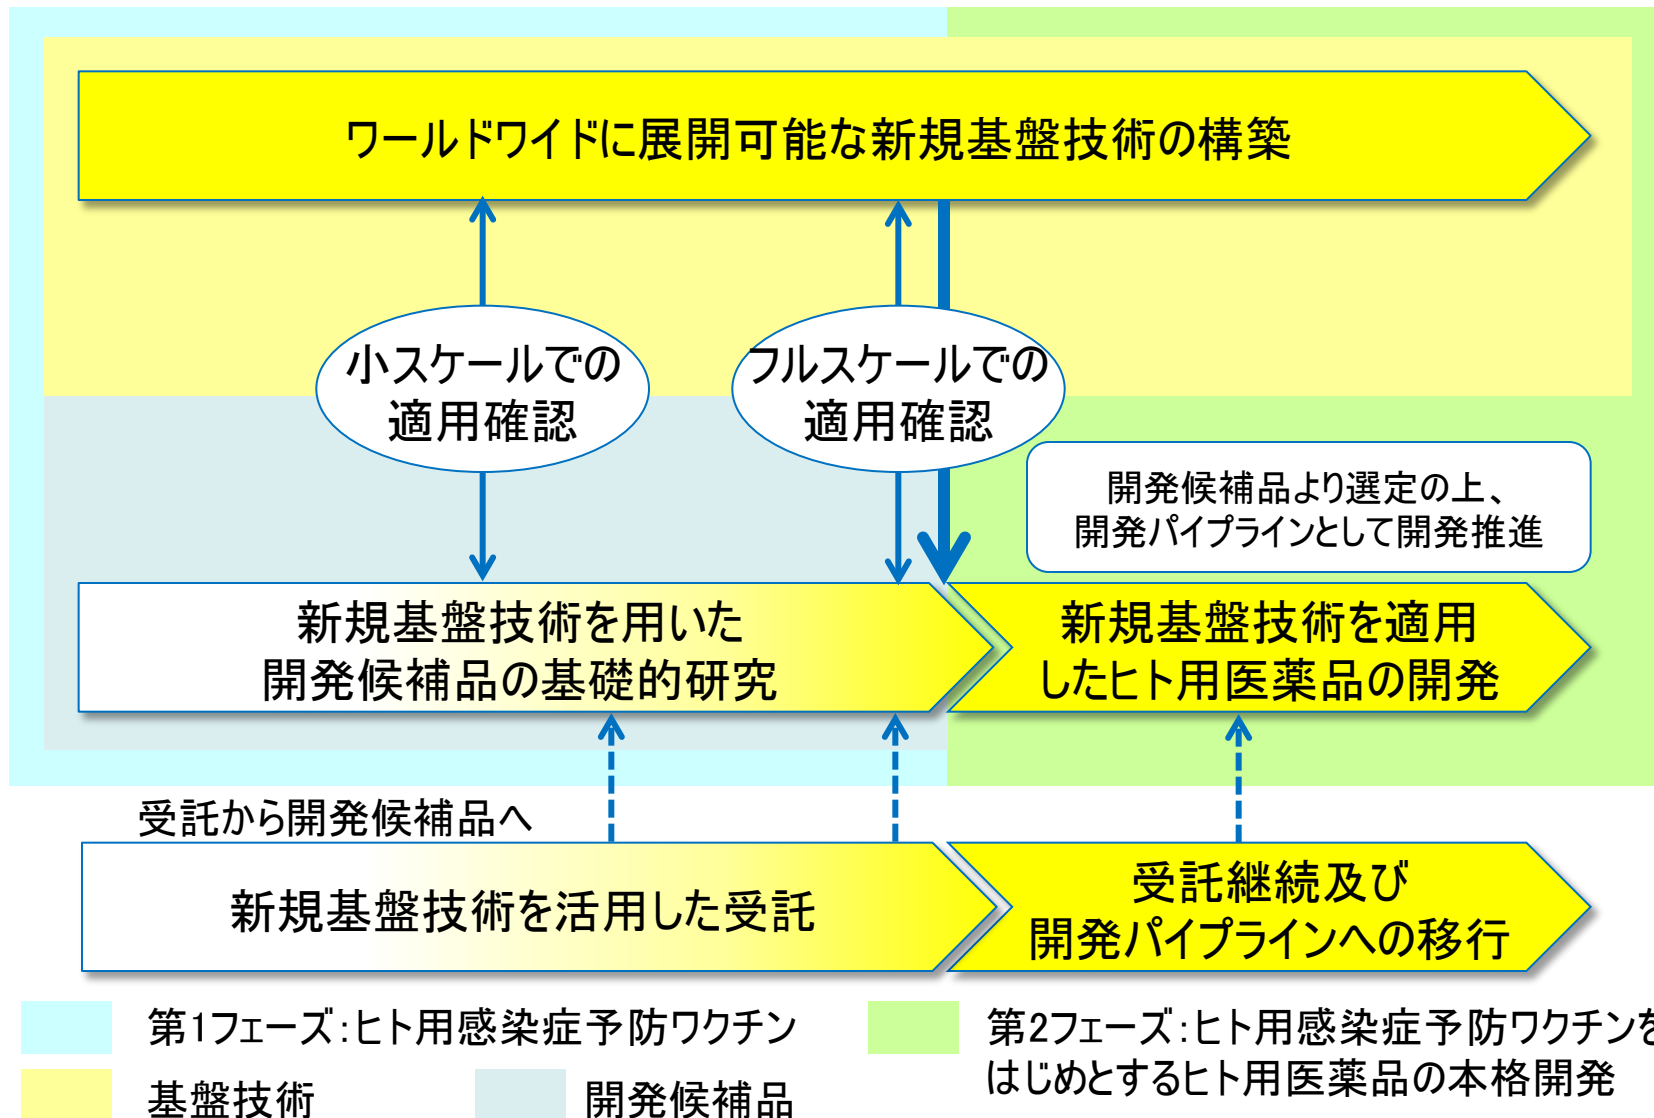 ワールドワイドに展開可能な新規基盤技術の構築
小スケールでの
適用確認
フルスケールでの
適用確認
開発候補品より選定の上、
開発パイプラインとして開発推進
新規基盤技術を用いた
開発候補品の基礎的研究
新規基盤技術を適用
したヒト用医薬品の開発
受託から開発候補品へ
新規基盤技術を活用した受託
受託継続及び
開発パイプラインへの移行
第1フェーズ:ヒト用感染症予防ワクチン
第2フェーズ:ヒト用感染症予防ワクチンを
はじめとするヒト用医薬品の本格開発
基盤技術
開発候補品